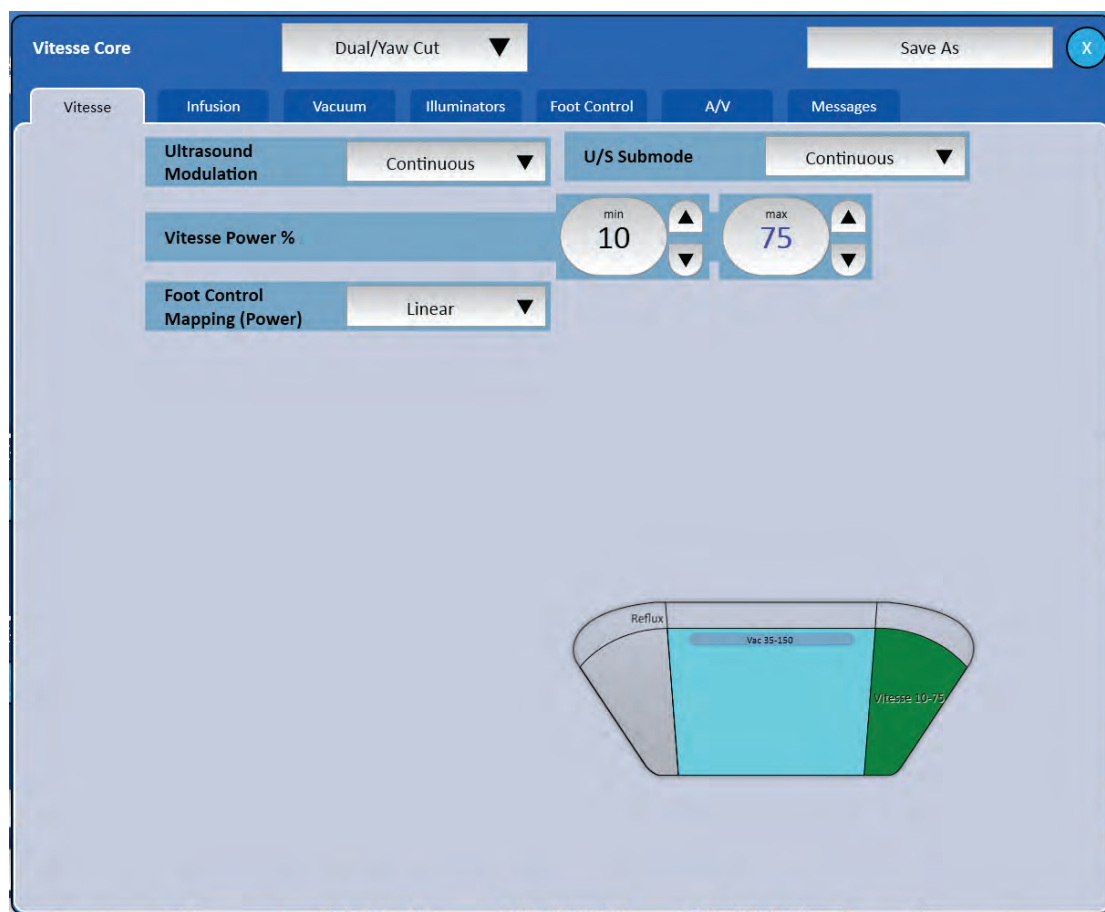 Vitesse Core
Dual/Yaw Cut
Save As
X
Vitesse
Infusion
Vacuum
Illuminators
Foot Control
A/V
Messages
Ultrasound
Modulation
Continuous
U/S Submode
Continuous
Vitesse Power %
min
10
max
75
Foot Control
Mapping (Power)
Linear
Reflux
Vac 35-150
Vitesse 10-75